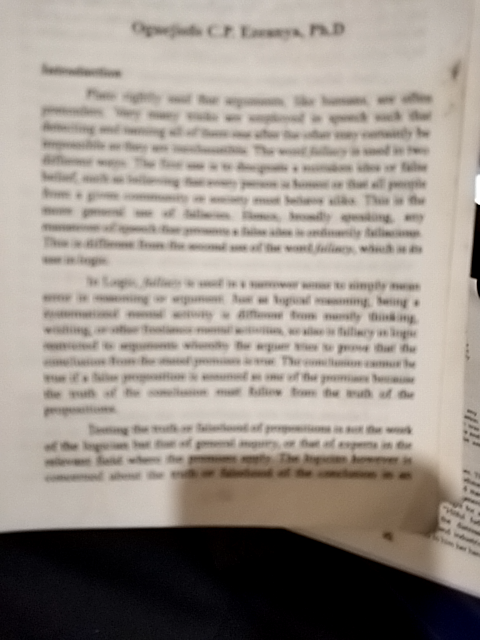 Oguejiofo C.P. Ezeanya, Ph.D
Introduction
Plato rightly said that arguments, like humans, are often
pretenders. Very many tricks are employed in speech such that
detecting and naming all of them one after the other may certainly be
impossible as they are inexhaustible. The word fallacy is used in two
different ways. The first use is to designate a mistaken idea or false
belief, such as believing that every person is honest or that all people
from a given community or society must behave alike. This is the
more general use of fallacies. Hence, broadly speaking, any
manoeuvre of speech that presents a false idea is ordinarily fallacious.
This is different from the second use of the word fallacy, which is its
use in logic.
In Logic, fallacy is used in a narrower sense to simply mean
error in reasoning or argument. Just as logical reasoning, being a
systematized mental activity is different from merely thinking,
wishing, or other freelance mental activities, so also is fallacy in logic
restricted to arguments whereby the arguer tries to prove that the
conclusion from the stated premises is true. The conclusion cannot be
true if a false proposition is assumed as one of the premises because
the truth of the conclusion must follow from the truth of the
propositions.
Testing the truth or falsehood of propositions is not the work
of the logician but that of general inquiry, or that of experts in the
relevant field where the premises apply. The logician however is
concerned about the truth or falsehood of the conclusion in an